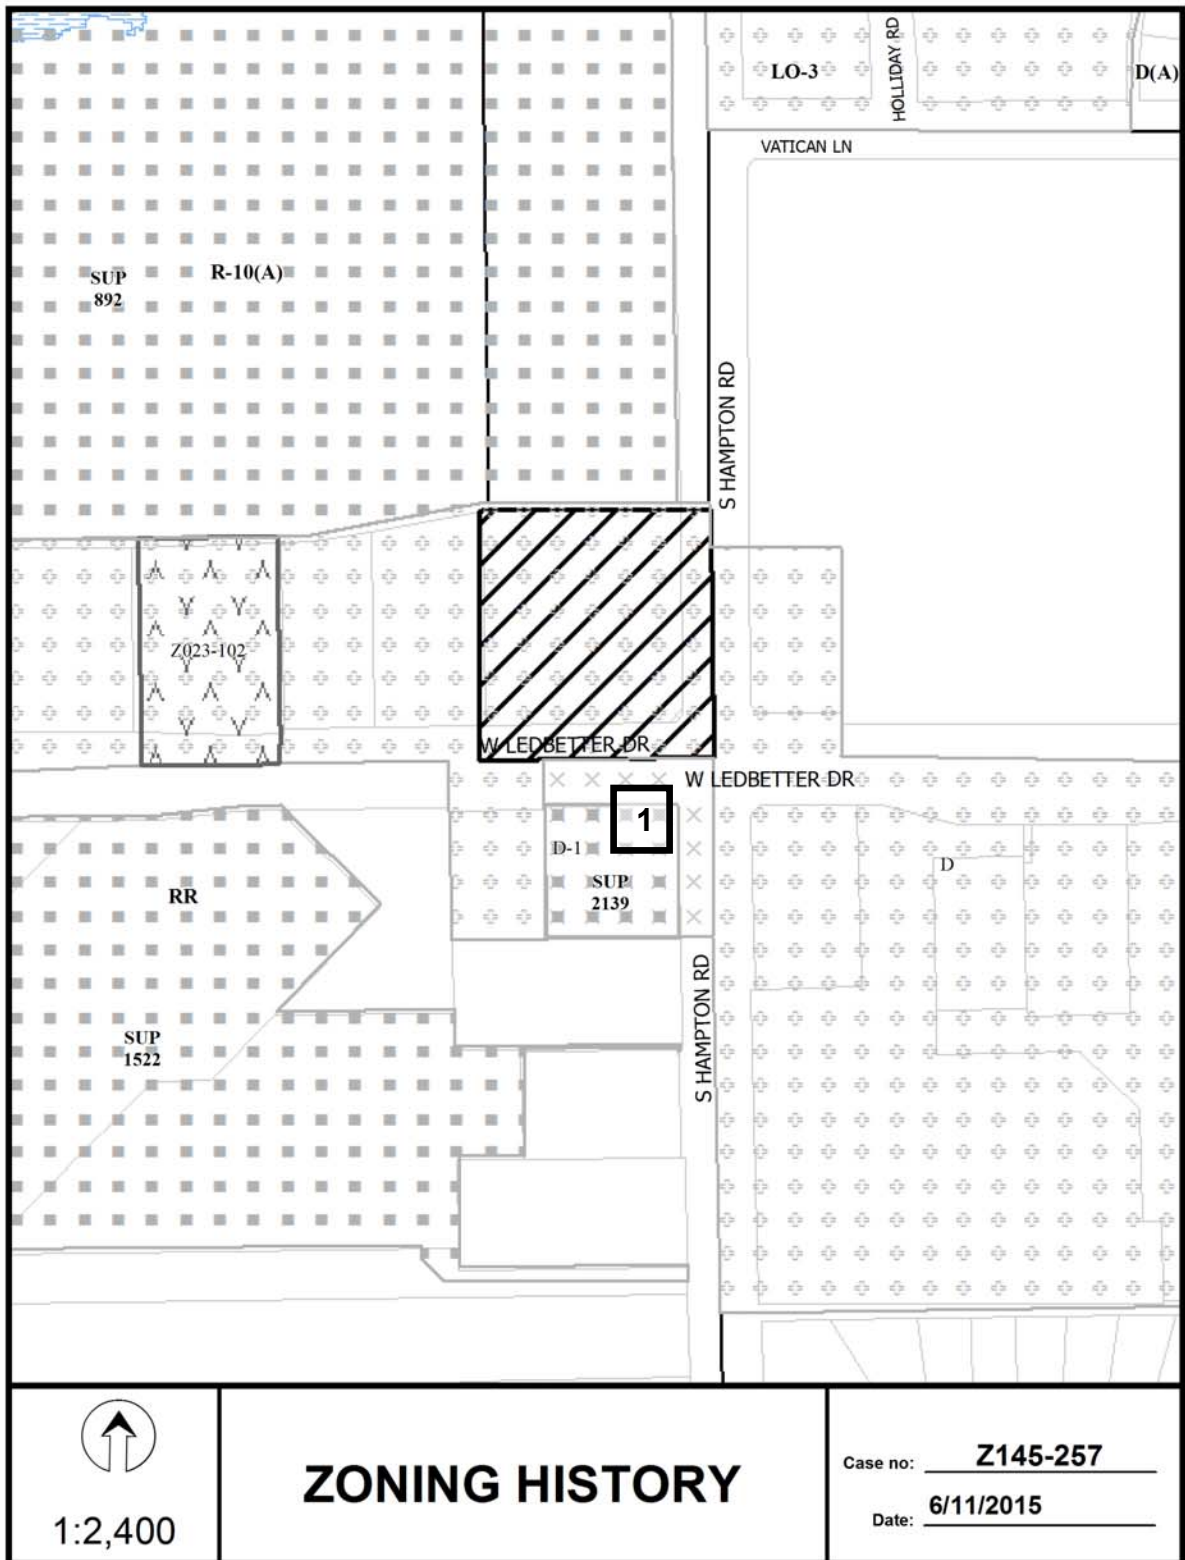 LO-3
HOLLIDAY RD
D(A)
VATICAN LN
SUP
892
R-10(A)
S HAMPTON RD
Z023-102
W LEDBETTER DR
W LEDBETTER DR
1
D-1
D
SUP
2139
RR
S HAMPTON RD
SUP
1522
1:2,400
ZONING HISTORY
Case no: Z145-257
Date: 6/11/2015